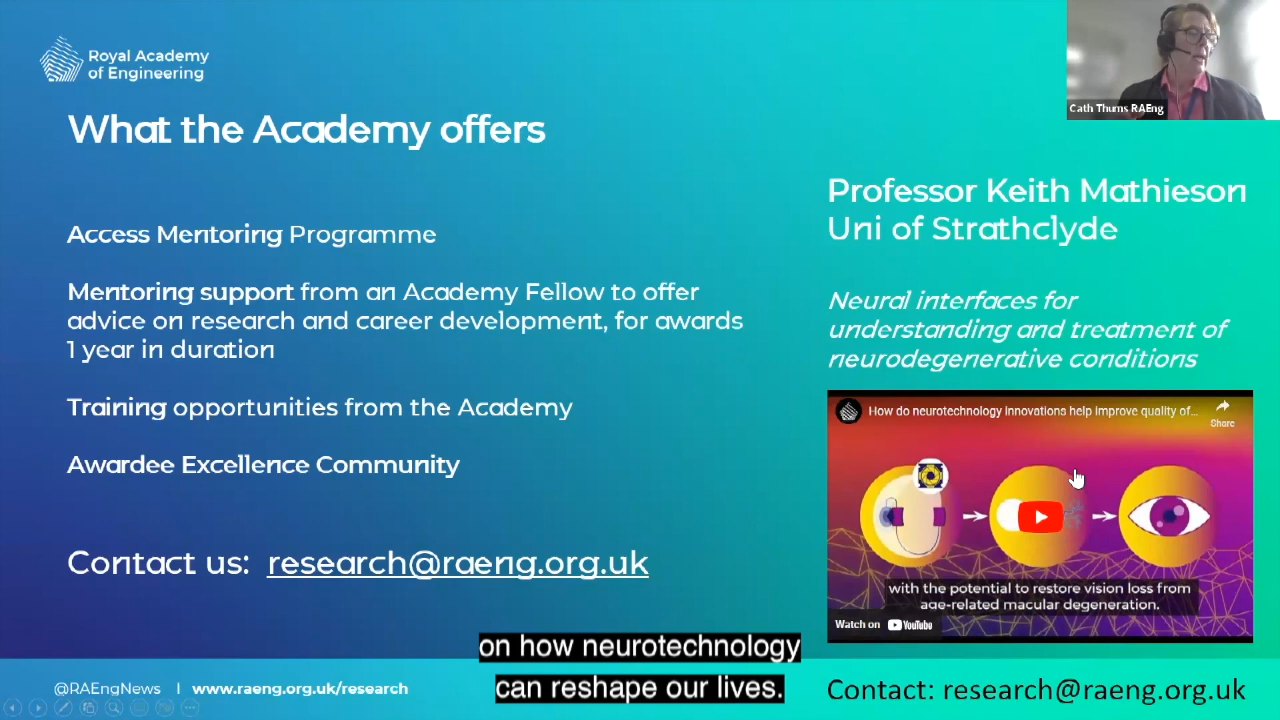 Royal Academy
of Engineering
What the Academy offers
Access Mentoring Programme
Mentoring support from an Academy Fellow to offer
advice on research and career development, for awards
1 year in duration
Training opportunities from the Academy
Awardee Excellence Community
Contact us: research@raeng.org.uk
@RAEngNews | www.raeng.org.uk/research
Cath Thurns RAEng
Professor Keith Mathieson
Uni of Strathclyde
Neural interfaces for
understanding and treatment of
neurodegenerative conditions
How do neurotechnology innovations help improve quality of...
Share
with the potential to restore vision loss from
age-related macular degeneration.
Watch on YouTube
on how neurotechnology
can reshape our lives.
Contact: research@raeng.org.uk